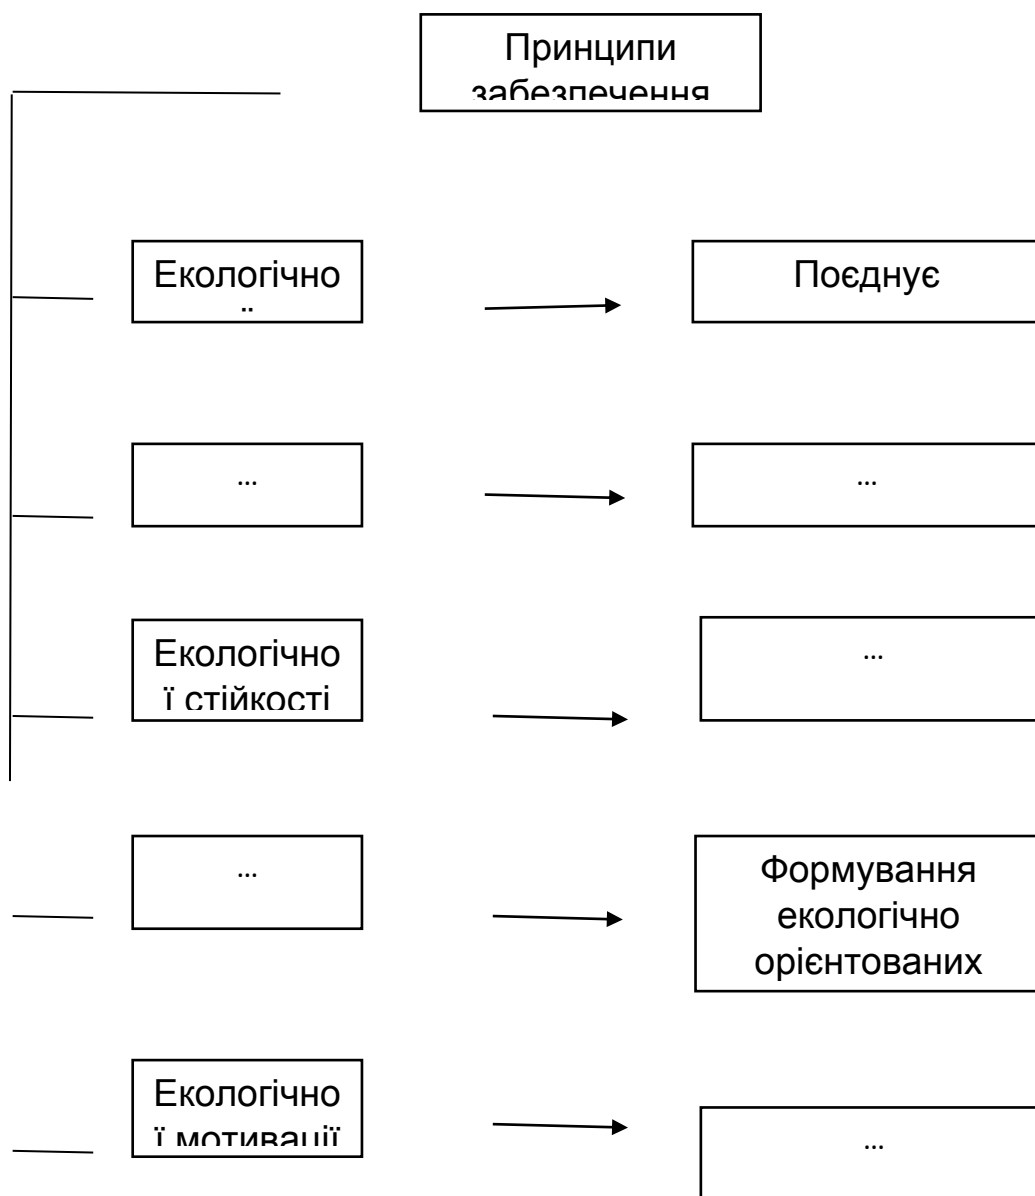 Принципи
забезпечення
Екологічно
Поєднує
...
...
Екологічно
ї стійкості
...
...
Формування
екологічно
орієнтованих
Екологічно
ї мотивації
...